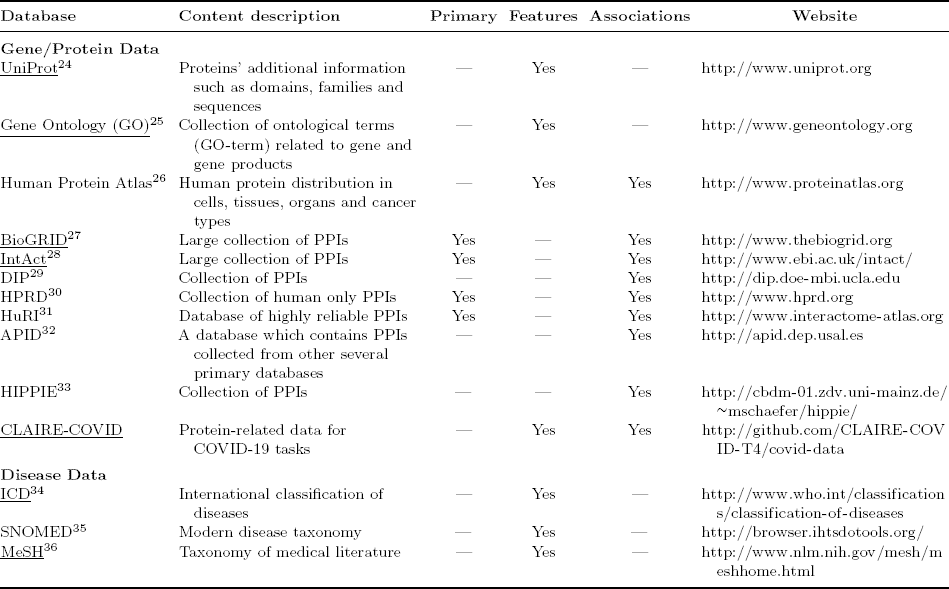 Database Content description Primary Features Associations Website
Gene/Protein Data
UniProt24 Proteins' additional information — Yes — http://www.uniprot.org
such as domains, families and
sequences
Gene Ontology (GO)25 Collection of ontological terms — Yes — http://www.geneontology.org
(GO-term) related to gene and
gene products
Human Protein Atlas26 Human protein distribution in — Yes Yes http://www.proteinatlas.org
cells, tissues, organs and cancer
types
BioGRID27 Large collection of PPIs Yes — Yes http://www.thebiogrid.org
IntAct28 Large collection of PPIs Yes — Yes http://www.ebi.ac.uk/intact/
DIP29 Collection of PPIs — — Yes http://dip.doe-mbi.ucla.edu
HPRD30 Collection of human only PPIs Yes — Yes http://www.hprd.org
HuRI31 Database of highly reliable PPIs Yes — Yes http://www.interactome-atlas.org
APID32 A database which contains PPIs — — Yes http://apid.dep.usal.es
collected from other several
primary databases
HIPPIE33 Collection of PPIs — — Yes http://cbdm-01.zdv.uni-mainz.de/
~mschaefer/hippie/
CLAIRE-COVID Protein-related data for — Yes Yes http://github.com/CLAIRE-COV
COVID-19 tasks ID-T4/covid-data
Disease Data
ICD34 International classification of — Yes — http://www.who.int/classification
diseases s/classification-of-diseases
SNOMED35 Modern disease taxonomy — Yes — http://browser.ihtsdotools.org/
MeSH36 Taxonomy of medical literature — Yes — http://www.nlm.nih.gov/mesh/m
eshhome.html